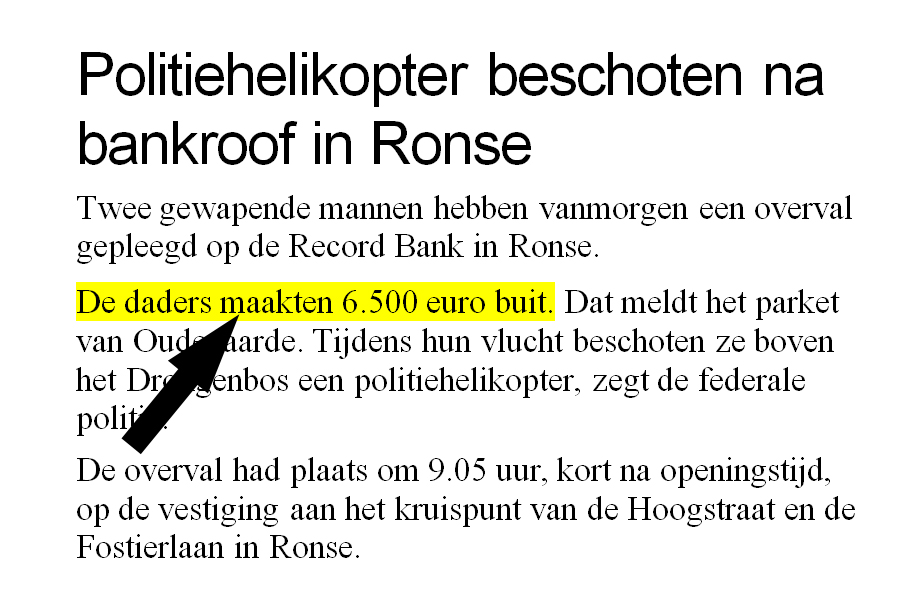 Politiehelikopter beschoten na
bankroof in Ronse
Twee gewapende mannen hebben vanmorgen een overval
gepleegd op de Record Bank in Ronse.
De daders maakten 6.500 euro buit. Dat meldt het parket
van Oudenaarde. Tijdens hun vlucht beschoten ze boven
het Drongenbos een politiehelikopter, zegt de federale
politie.
De overval had plaats om 9.05 uur, kort na openingstijd,
op de vestiging aan het kruispunt van de Hoogstraat en de
Fostierlaan in Ronse.